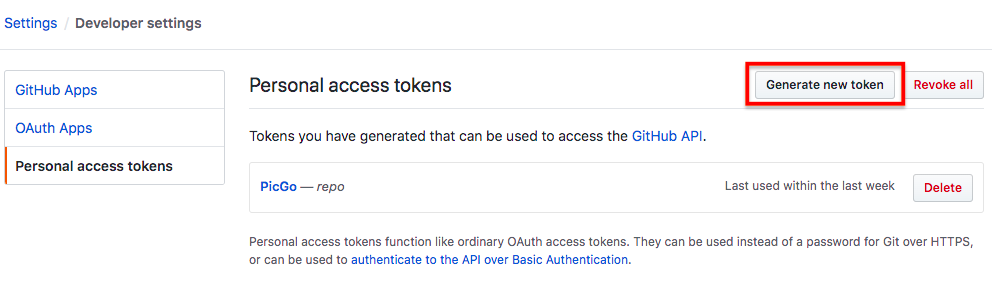 Settings / Developer settings
GitHub Apps
OAuth Apps
Personal access tokens
Personal access tokens
Generate new token
Revoke all
Tokens you have generated that can be used to access the GitHub API.
PicGo — repo
Last used within the last week
Delete
Personal access tokens function like ordinary OAuth access tokens. They can be used instead of a password for Git over HTTPS,
or can be used to authenticate to the API over Basic Authentication.